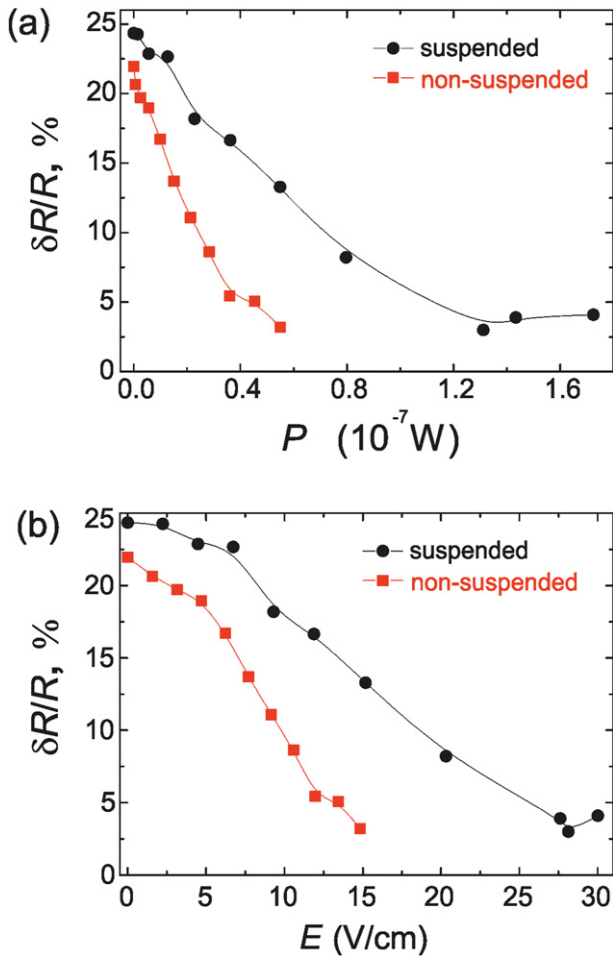 (a)
25
20
15
10
5
0
δR/R, %
suspended
non-suspended
0.0 0.4 0.8 1.2 1.6
P (10⁻⁷W)
(b)
25
20
15
10
5
0
δR/R, %
suspended
non-suspended
0 5 10 15 20 25 30
E (V/cm)